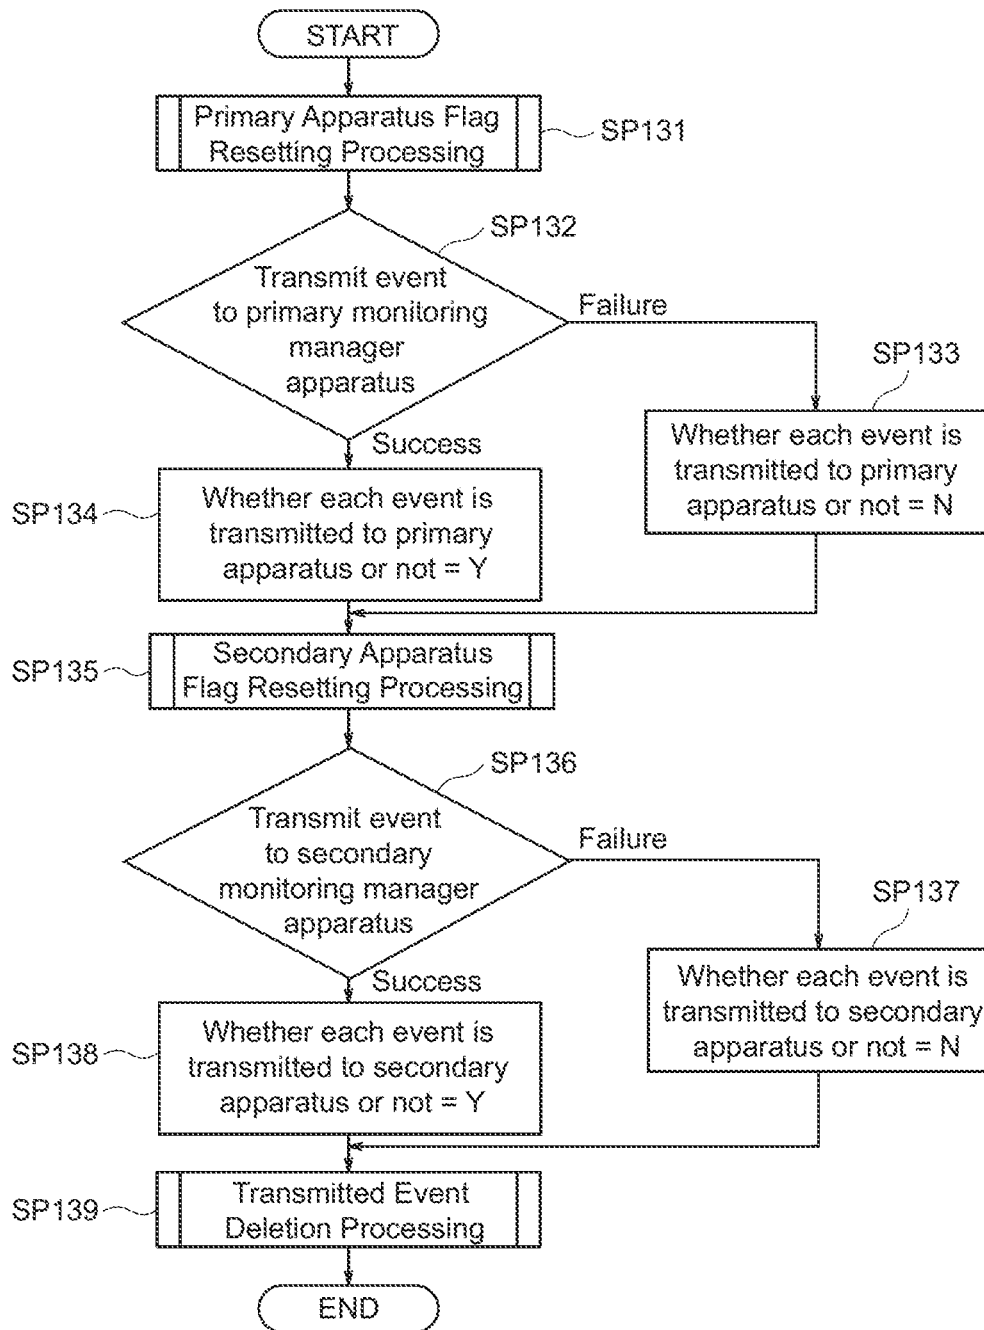 START
Primary Apparatus Flag
Resetting Processing
SP131
SP132
Transmit event
to primary monitoring
manager
apparatus
Failure
SP133
Whether each event is
transmitted to primary
apparatus or not = N
Success
SP134
Whether each event is
transmitted to primary
apparatus or not = Y
SP135
Secondary Apparatus
Flag Resetting Processing
SP136
Transmit event
to secondary
monitoring manager
apparatus
Failure
SP137
Whether each event is
transmitted to secondary
apparatus or not = N
Success
SP138
Whether each event is
transmitted to secondary
apparatus or not = Y
SP139
Transmitted Event
Deletion Processing
END